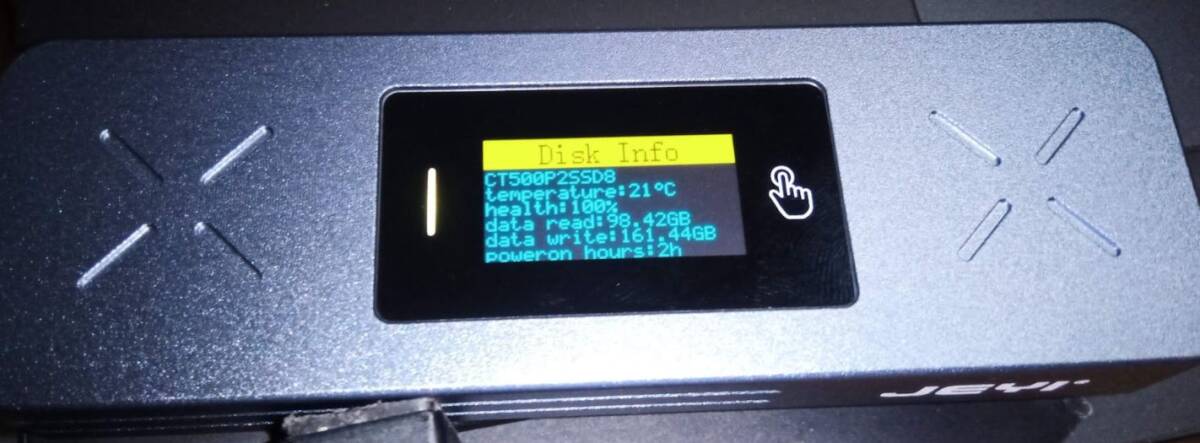 Disk Info
CT500P2SSD8
temperature:21°C
health:100%
data read:98.42GB
data write:161.44GB
poweron hours:2h
JEYI